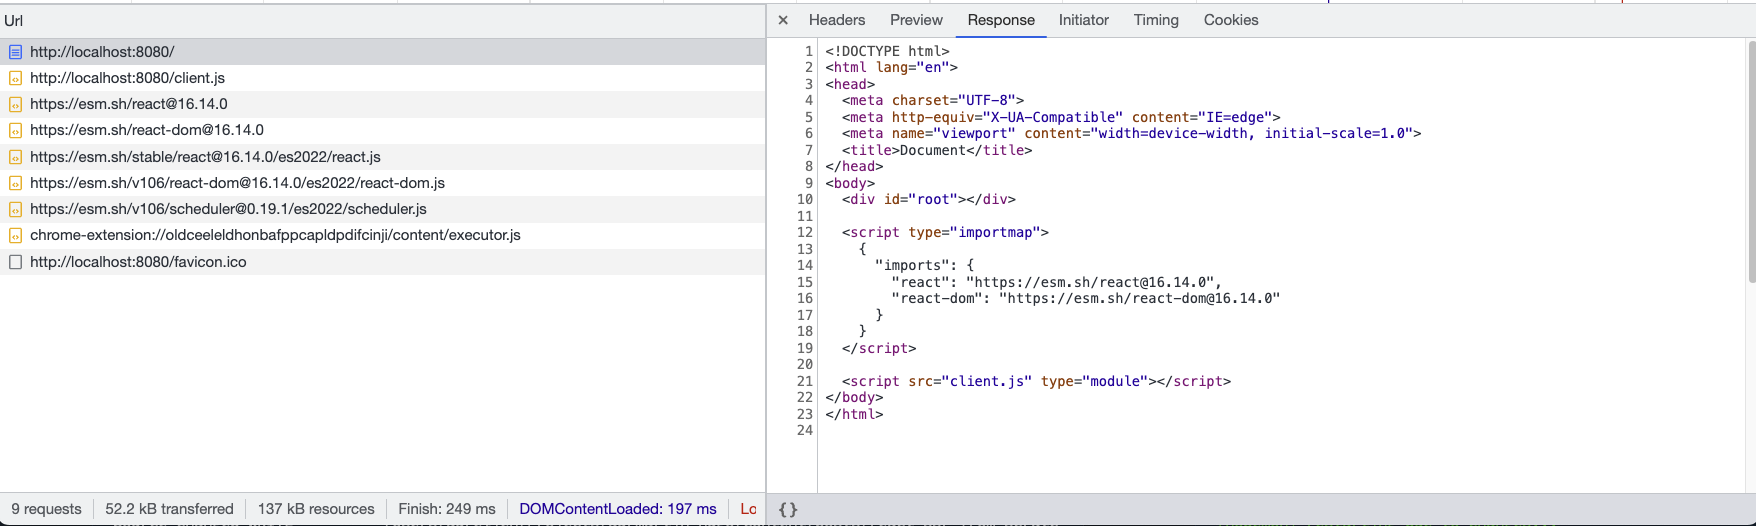 Url
http://localhost:8080/
http://localhost:8080/client.js
https://esm.sh/react@16.14.0
https://esm.sh/react-dom@16.14.0
https://esm.sh/stable/react@16.14.0/es2022/react.js
https://esm.sh/v106/react-dom@16.14.0/es2022/react-dom.js
https://esm.sh/v106/scheduler@0.19.1/es2022/scheduler.js
chrome-extension://oldceeleldhonbafppcapldpdifcinji/content/executor.js
http://localhost:8080/favicon.ico
9 requests 52.2 kB transferred 137 kB resources Finish: 249 ms DOMContentLoaded: 197 ms Lo
× Headers Preview Response Initiator Timing Cookies
1 <!DOCTYPE html>
2 <html lang="en">
3 <head>
4   <meta charset="UTF-8">
5   <meta http-equiv="X-UA-Compatible" content="IE=edge">
6   <meta name="viewport" content="width=device-width, initial-scale=1.0">
7   <title>Document</title>
8 </head>
9 <body>
10   <div id="root"></div>
11
12   <script type="importmap">
13     {
14       "imports": {
15         "react": "https://esm.sh/react@16.14.0",
16         "react-dom": "https://esm.sh/react-dom@16.14.0"
17       }
18     }
19   </script>
20
21   <script src="client.js" type="module"></script>
22 </body>
23 </html>
24
{}